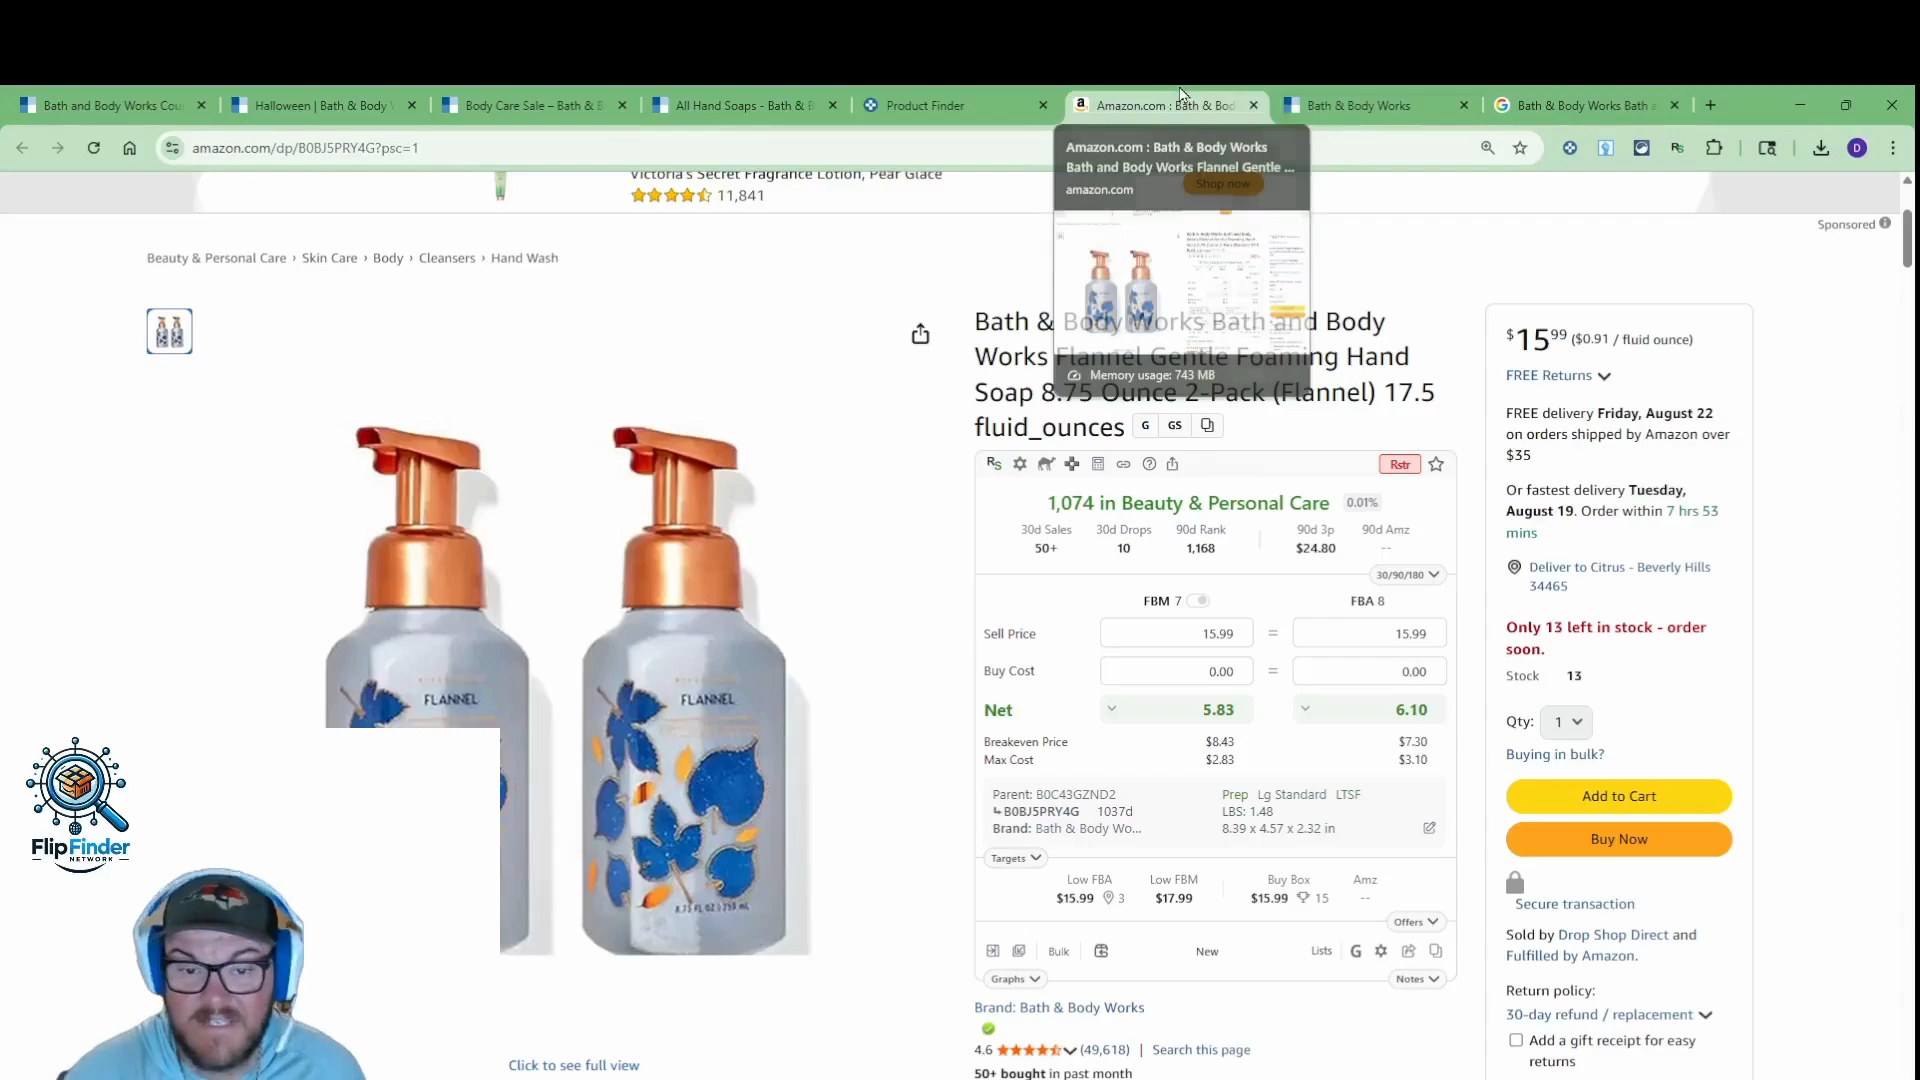 Bath and Body Works Cou
Halloween | Bath & Body
Body Care Sale – Bath & B
All Hand Soaps - Bath & B
Product Finder
Amazon.com : Bath & Bod
Bath & Body Works
Bath & Body Works Bath a
amazon.com/dp/B0BJ5PRY4G?psc=1
D
Amazon.com : Bath & Body Works
Bath and Body Works Flannel Gentle ...
amazon.com
Shop now
Memory usage: 743 MB
Victoria's Secret Fragrance Lotion, Pear Glace
11,841
Sponsored
Beauty & Personal Care › Skin Care › Body › Cleansers › Hand Wash
Bath & Body Works Bath and Body
Works Flannel Gentle Foaming Hand
Soap 8.75 Ounce 2-Pack (Flannel) 17.5
fluid_ounces G GS
Rs Rstr
1,074 in Beauty & Personal Care 0.01%
30d Sales 30d Drops 90d Rank 90d 3p 90d Amz
50+ 10 1,168 $24.80 --
30/90/180
FBM 7 FBA 8
Sell Price 15.99 = 15.99
Buy Cost 0.00 = 0.00
Net 5.83 6.10
Breakeven Price $8.43 $7.30
Max Cost $2.83 $3.10
Parent: B0C43GZND2 Prep Lg Standard LTSF
B0BJ5PRY4G 1037d LBS: 1.48
Brand: Bath & Body Wo... 8.39 x 4.57 x 2.32 in
Targets
Low FBA Low FBM Buy Box Amz
$15.99 3 $17.99 $15.99 15 --
Offers
Bulk New Lists G
Graphs Notes
Brand: Bath & Body Works
4.6 (49,618) | Search this page
50+ bought in past month
$15.99 ($0.91 / fluid ounce)
FREE Returns
FREE delivery Friday, August 22
on orders shipped by Amazon over
$35
Or fastest delivery Tuesday,
August 19. Order within 7 hrs 53
mins
Deliver to Citrus - Beverly Hills
34465
Only 13 left in stock - order
soon.
Stock 13
Qty: 1
Buying in bulk?
Add to Cart
Buy Now
Secure transaction
Sold by Drop Shop Direct and
Fulfilled by Amazon.
Return policy:
30-day refund / replacement
Add a gift receipt for easy
returns
FLANNEL
FLANNEL
8.75 FL OZ | 259 mL
FlipFinder
NETWORK
Click to see full view